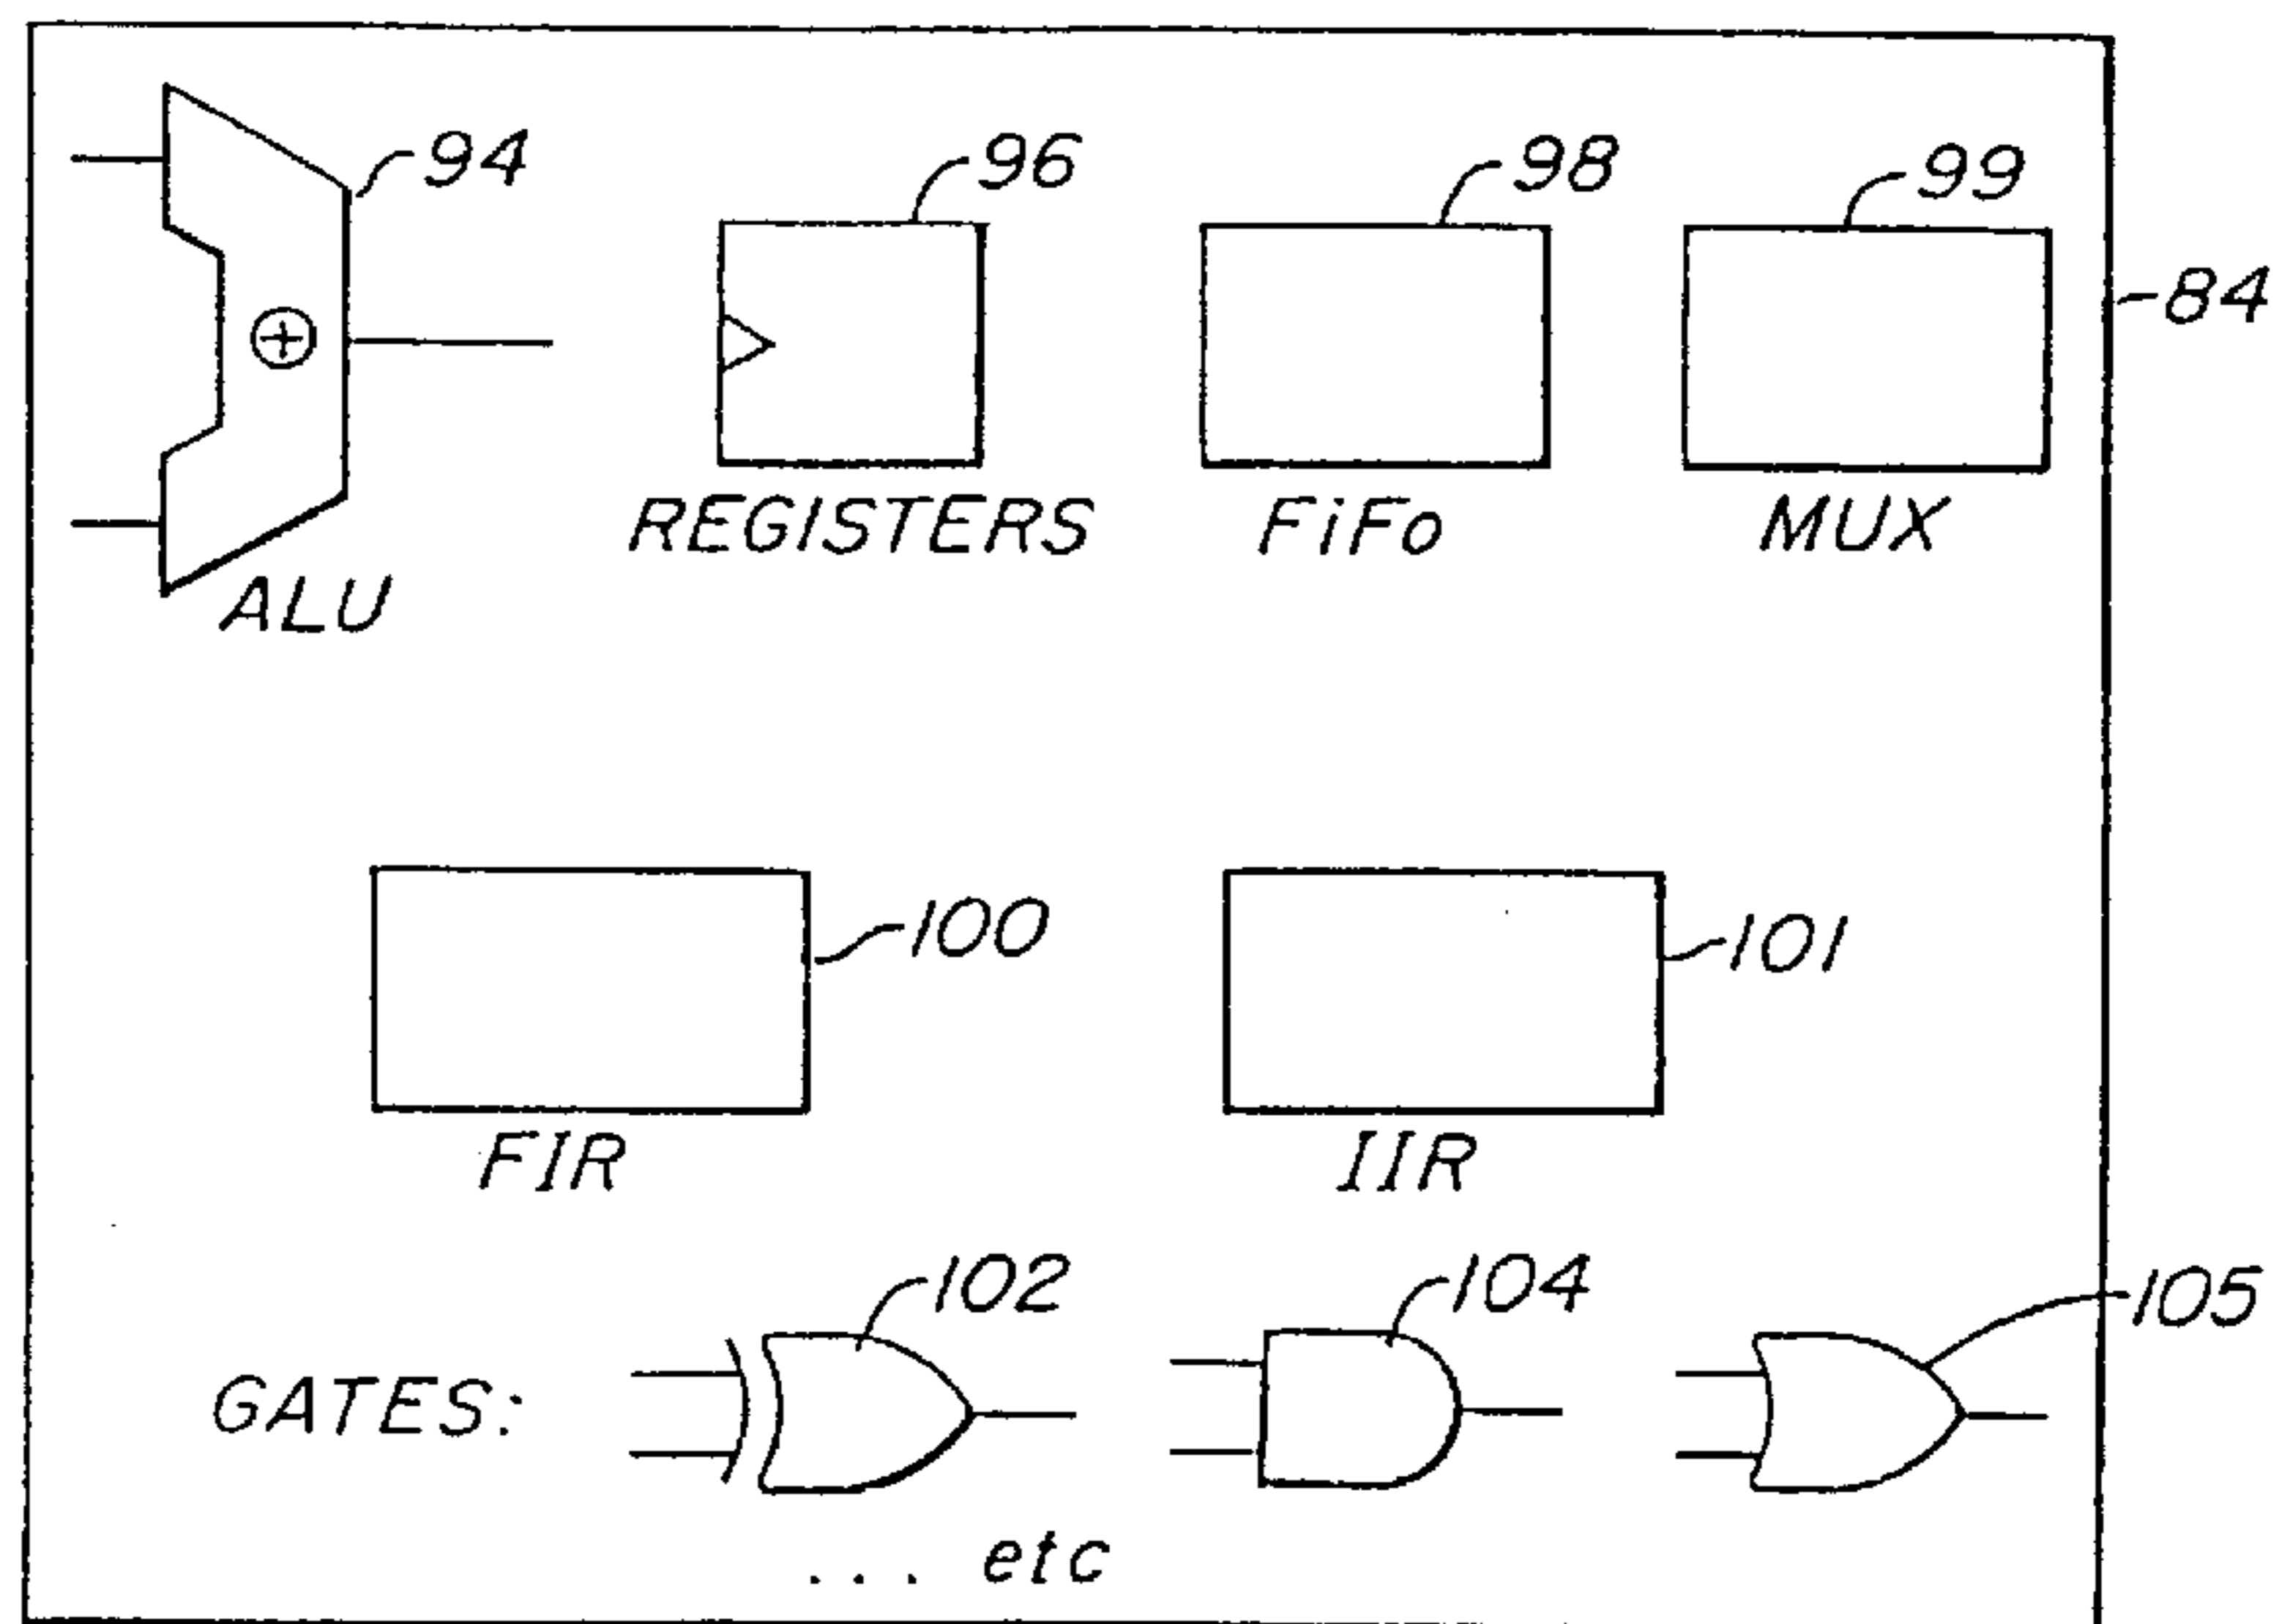 94
96
98
99
84
REGISTERS
FiFo
MUX
ALU
100
101
FIR
IIR
102
104
105
GATES:
... etc